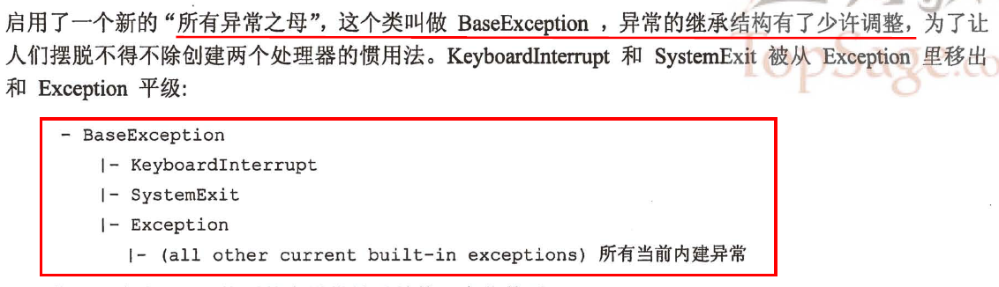 启用了一个新的“所有异常之母”，这个类叫做 BaseException ，异常的继承结构有了少许调整，为了让
人们摆脱不得不除创建两个处理器的惯用法。KeyboardInterrupt 和 SystemExit 被从 Exception 里移出
和 Exception 平级:
- BaseException
|- KeyboardInterrupt
|- SystemExit
|- Exception
|- (all other current built-in exceptions) 所有当前内建异常
TopSage.co